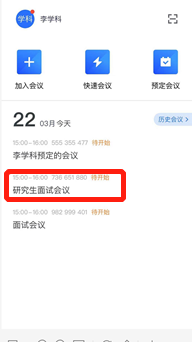 学科 李学科
加入会议 快速会议 预定会议
22 03月今天 历史会议 >
15:00-16:00 555 355 477 待开始
李学科预定的会议
15:00-16:00 736 651 880 待开始
研究生面试会议
15:00-16:00 982 999 401 待开始
面试会议